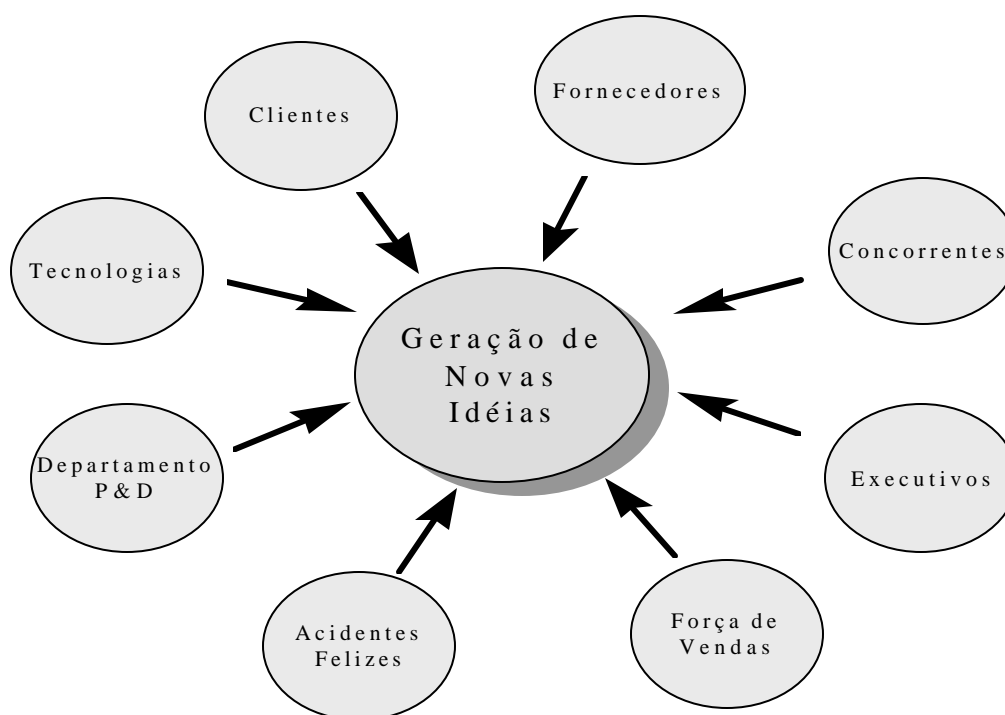 Fornecedores
Clientes
Concorrentes
Tecnologias
Geração de
Novas
Idéias
Departamento
P&D
Executivos
Acidentes
Felizes
Força de
Vendas